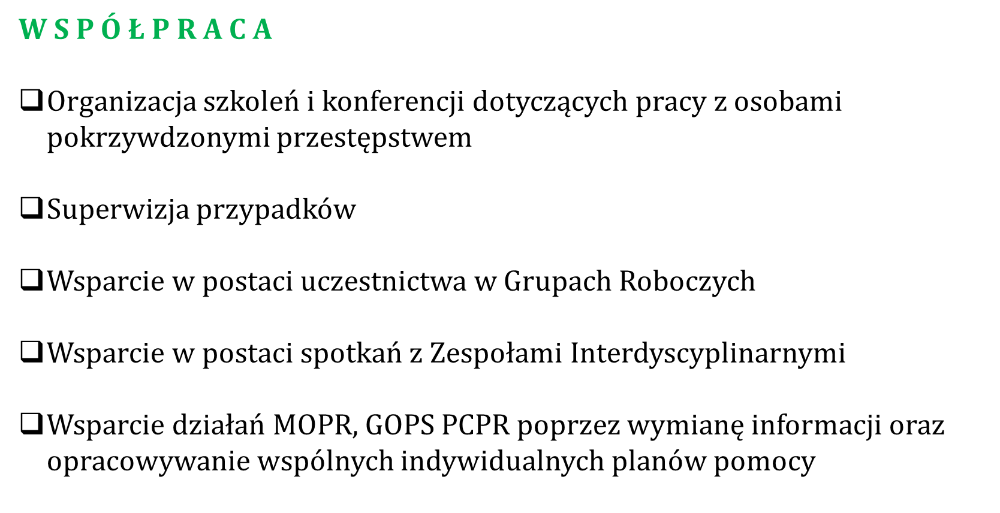 WSPÓŁPRACA
❑Organizacja szkoleń i konferencji dotyczących pracy z osobami
pokrzywdzonymi przestępstwem
❑Superwizja przypadków
❑Wsparcie w postaci uczestnictwa w Grupach Roboczych
❑Wsparcie w postaci spotkań z Zespołami Interdyscyplinarnymi
❑Wsparcie działań MOPR, GOPS PCPR poprzez wymianę informacji oraz
opracowywanie wspólnych indywidualnych planów pomocy